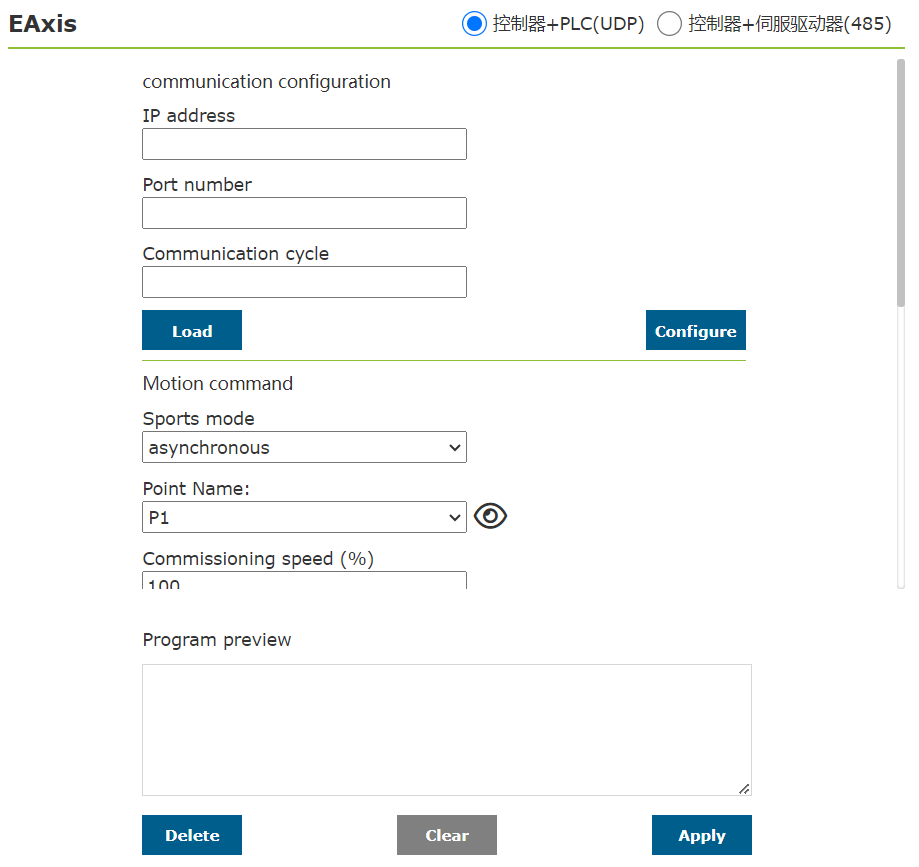 EAxis
控制器+PLC(UDP) 控制器+伺服驱动器(485)
communication configuration
IP address
Port number
Communication cycle
Load Configure
Motion command
Sports mode
asynchronous
Point Name:
P1
Commissioning speed (%)
100
Program preview
Delete Clear Apply